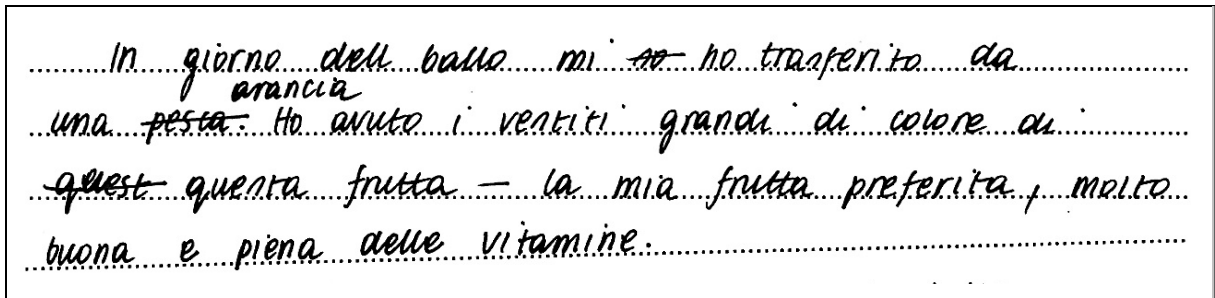 In giorno dell ballo mi ho trasferito da
arancia
una pesca. Ho avuto i vestiti grandi di colore di
quest questa frutta – la mia frutta preferita, molto
buona e piena delle vitamine.